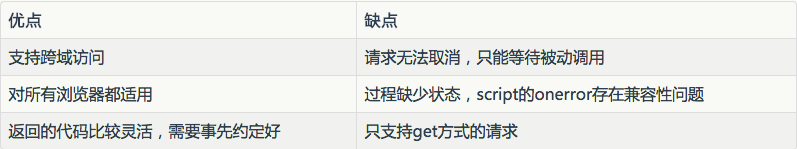 优点 缺点
支持跨域访问 请求无法取消，只能等待被动调用
对所有浏览器都适用 过程缺少状态，script的onerror存在兼容性问题
返回的代码比较灵活，需要事先约定好 只支持get方式的请求